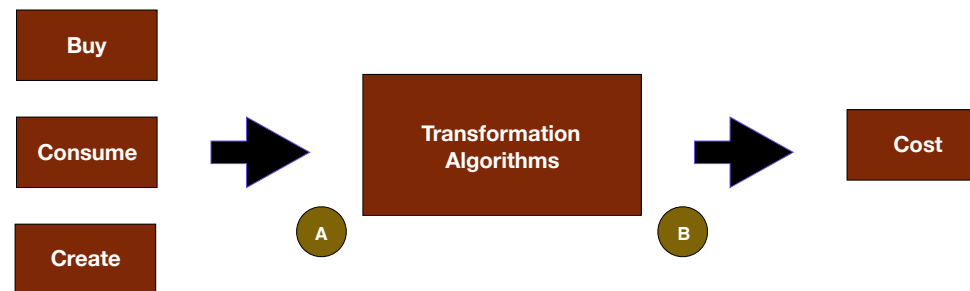 Buy
Consume
Create
Transformation
Algorithms
Cost
A
B